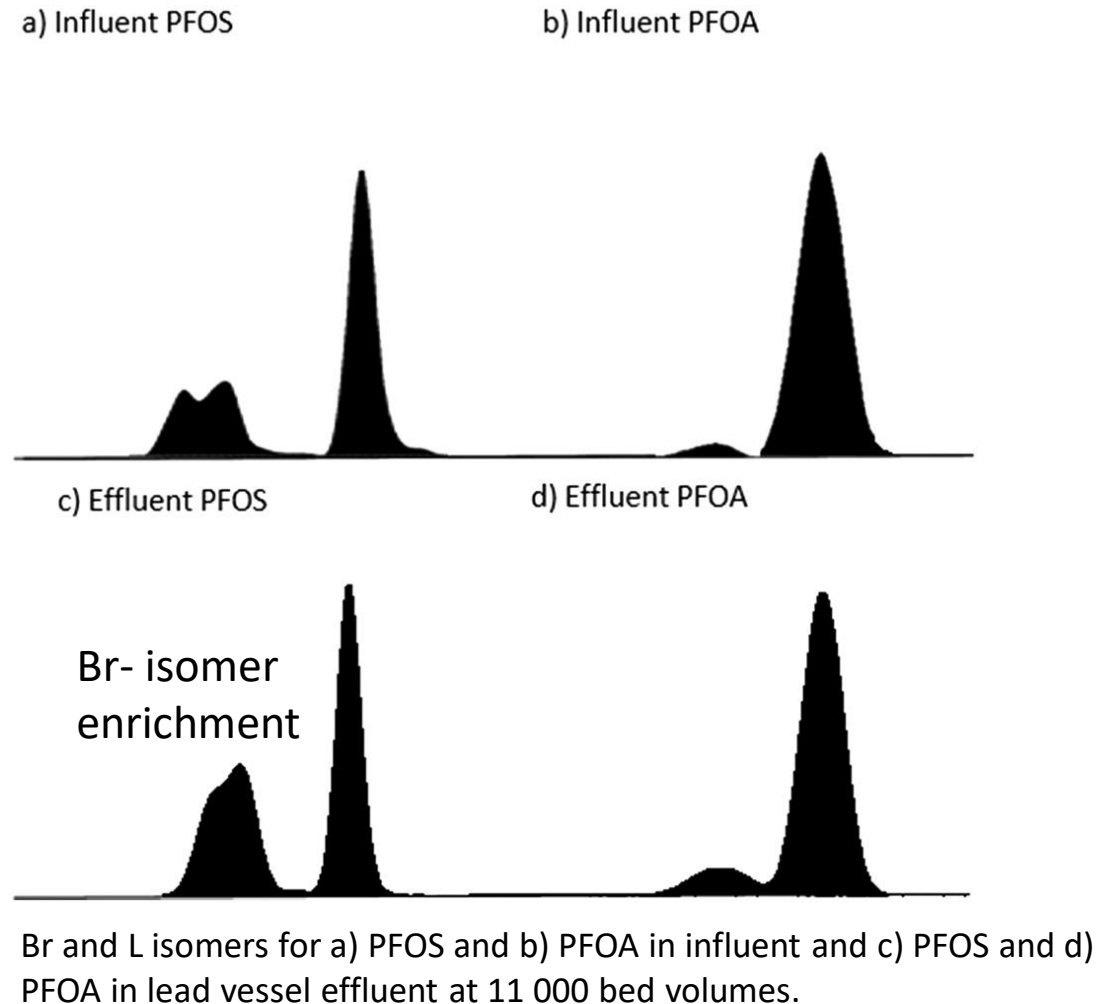 a) Influent PFOS
b) Influent PFOA
c) Effluent PFOS
d) Effluent PFOA
Br- isomer
enrichment
Br and L isomers for a) PFOS and b) PFOA in influent and c) PFOS and d)
PFOA in lead vessel effluent at 11 000 bed volumes.